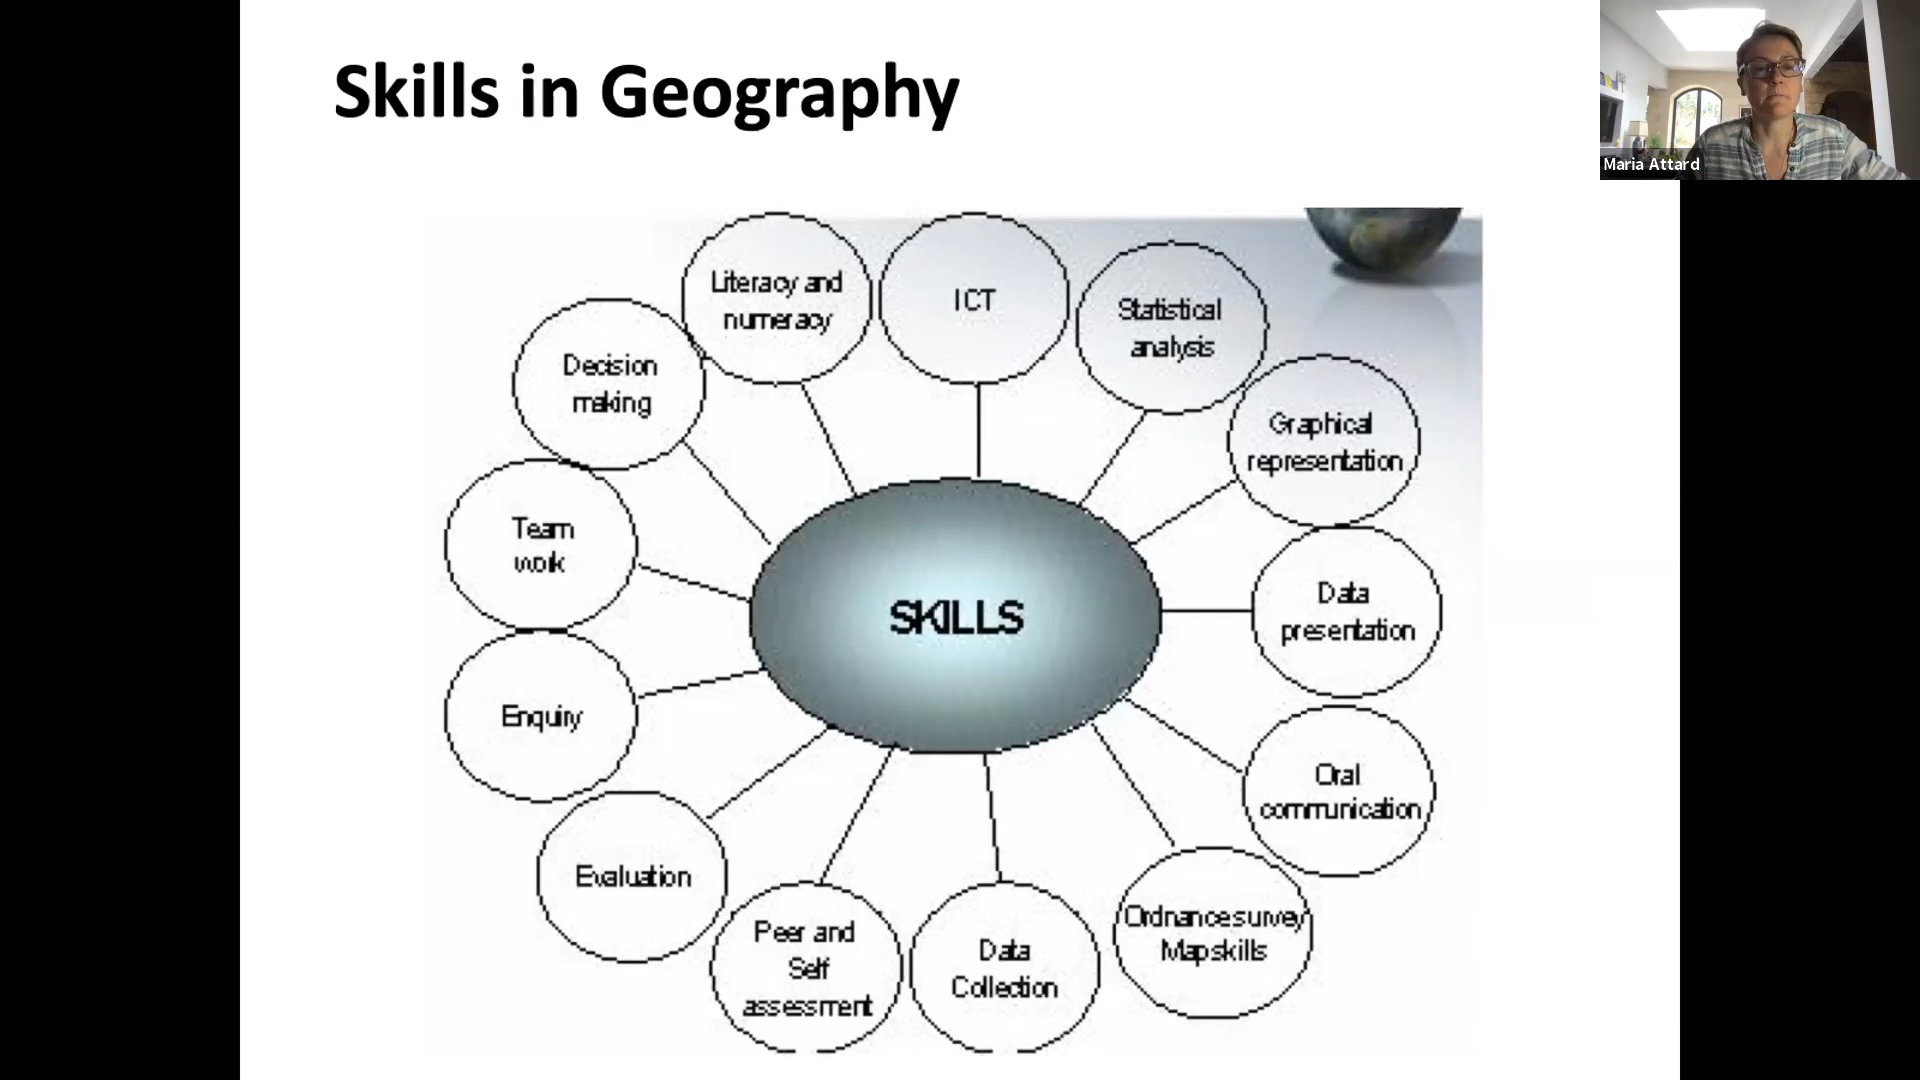 Skills in Geography
Maria Attard
Literacy and
numeracy
ICT
Statistical
analysis
Graphical
representation
Decision
making
Team
work
Data
presentation
SKILLS
Enquiry
Oral
communication
Evaluation
Peer and
Self
assessment
Data
Collection
Ordnance survey
Map skills